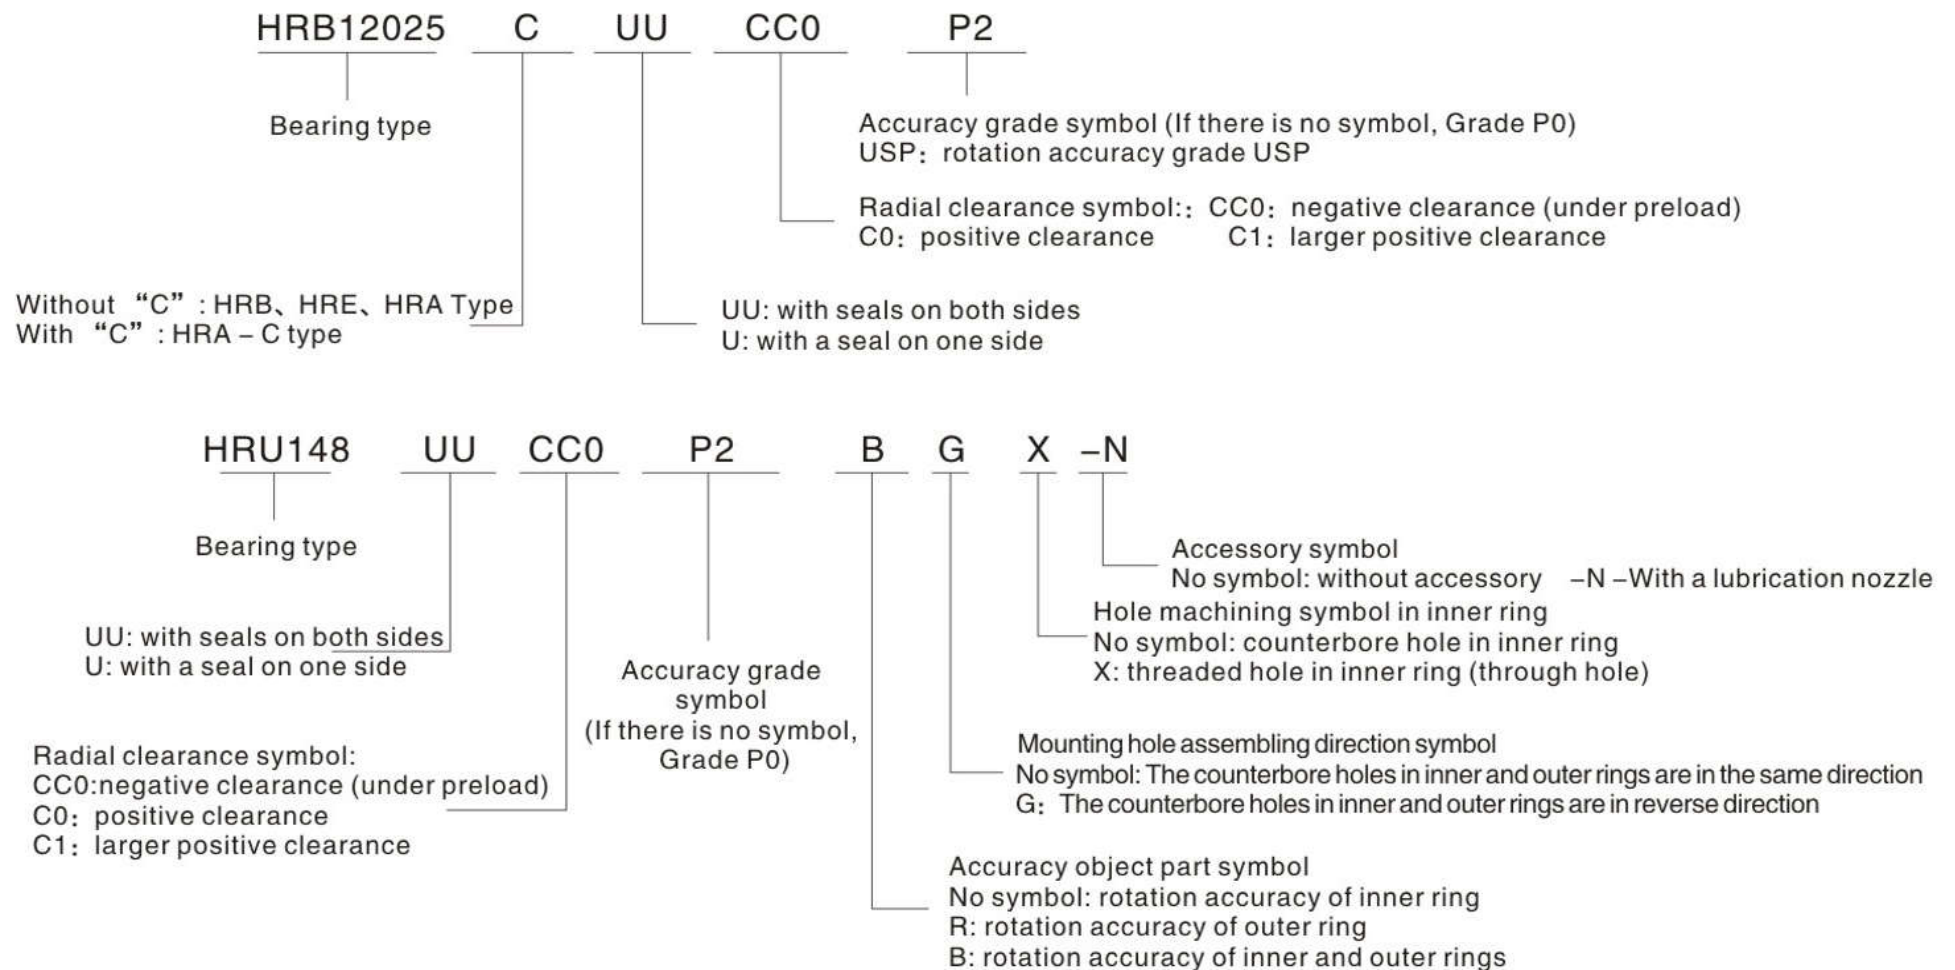 HRB12025 C UU CC0 P2
Bearing type
Accuracy grade symbol (If there is no symbol, Grade P0)
USP：rotation accuracy grade USP
Radial clearance symbol:：CC0：negative clearance (under preload)
C0：positive clearance C1：larger positive clearance
Without “C”：HRB、HRE、HRA Type
With “C”：HRA – C type
UU: with seals on both sides
U: with a seal on one side
HRU148 UU CC0 P2 B G X –N
Bearing type
UU: with seals on both sides
U: with a seal on one side
Radial clearance symbol:
CC0:negative clearance (under preload)
C0：positive clearance
C1：larger positive clearance
Accuracy grade
symbol
(If there is no symbol,
Grade P0)
Accessory symbol
No symbol: without accessory –N –With a lubrication nozzle
Hole machining symbol in inner ring
No symbol: counterbore hole in inner ring
X: threaded hole in inner ring (through hole)
Mounting hole assembling direction symbol
No symbol: The counterbore holes in inner and outer rings are in the same direction
G：The counterbore holes in inner and outer rings are in reverse direction
Accuracy object part symbol
No symbol: rotation accuracy of inner ring
R: rotation accuracy of outer ring
B: rotation accuracy of inner and outer rings